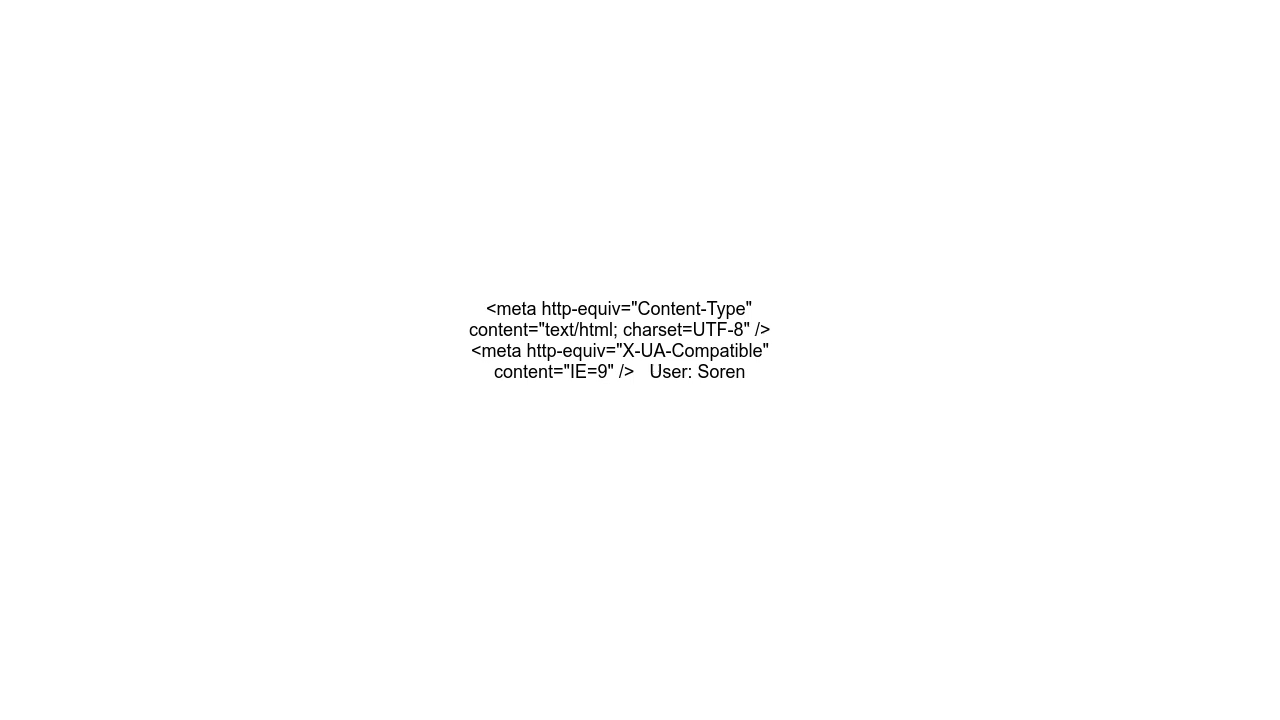 <meta http-equiv="Content-Type"
content="text/html; charset=UTF-8" />
<meta http-equiv="X-UA-Compatible"
content="IE=9" />   User: Soren